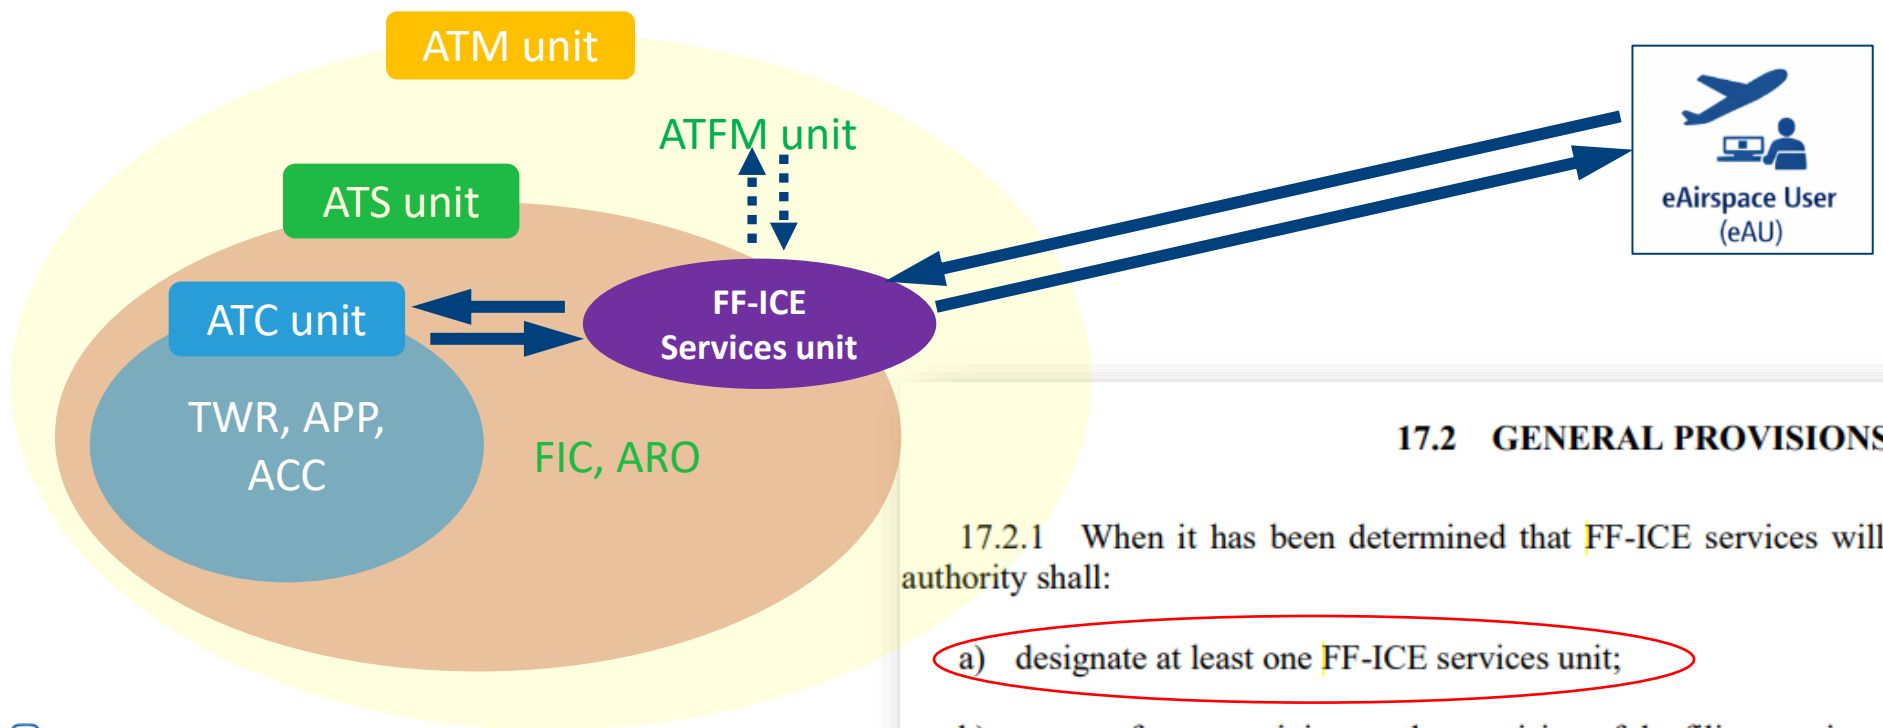 ATM unit
ATFM unit
ATS unit
eAirspace User
(eAU)
ATC unit
FF-ICE
Services unit
TWR, APP,
ACC
FIC, ARO
17.2 GENERAL PROVISIONS
17.2.1 When it has been determined that FF-ICE services will
authority shall:
a) designate at least one FF-ICE services unit;